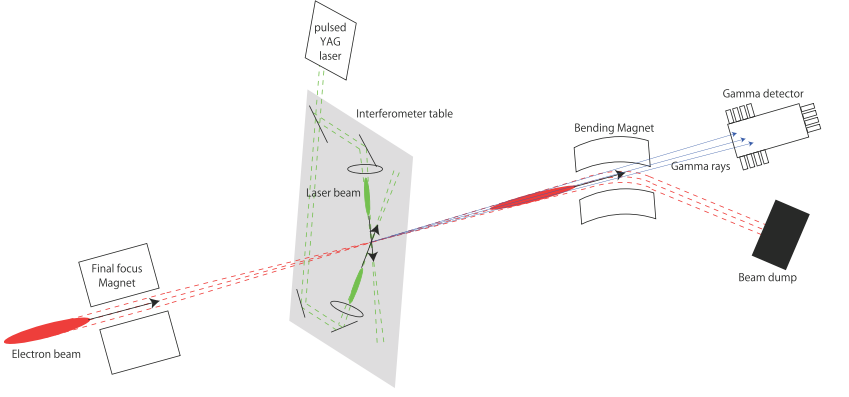 pulsed
YAG
laser
Interferometer table
Gamma detector
Bending Magnet
Gamma rays
Laser beam
Final focus
Magnet
Beam dump
Electron beam